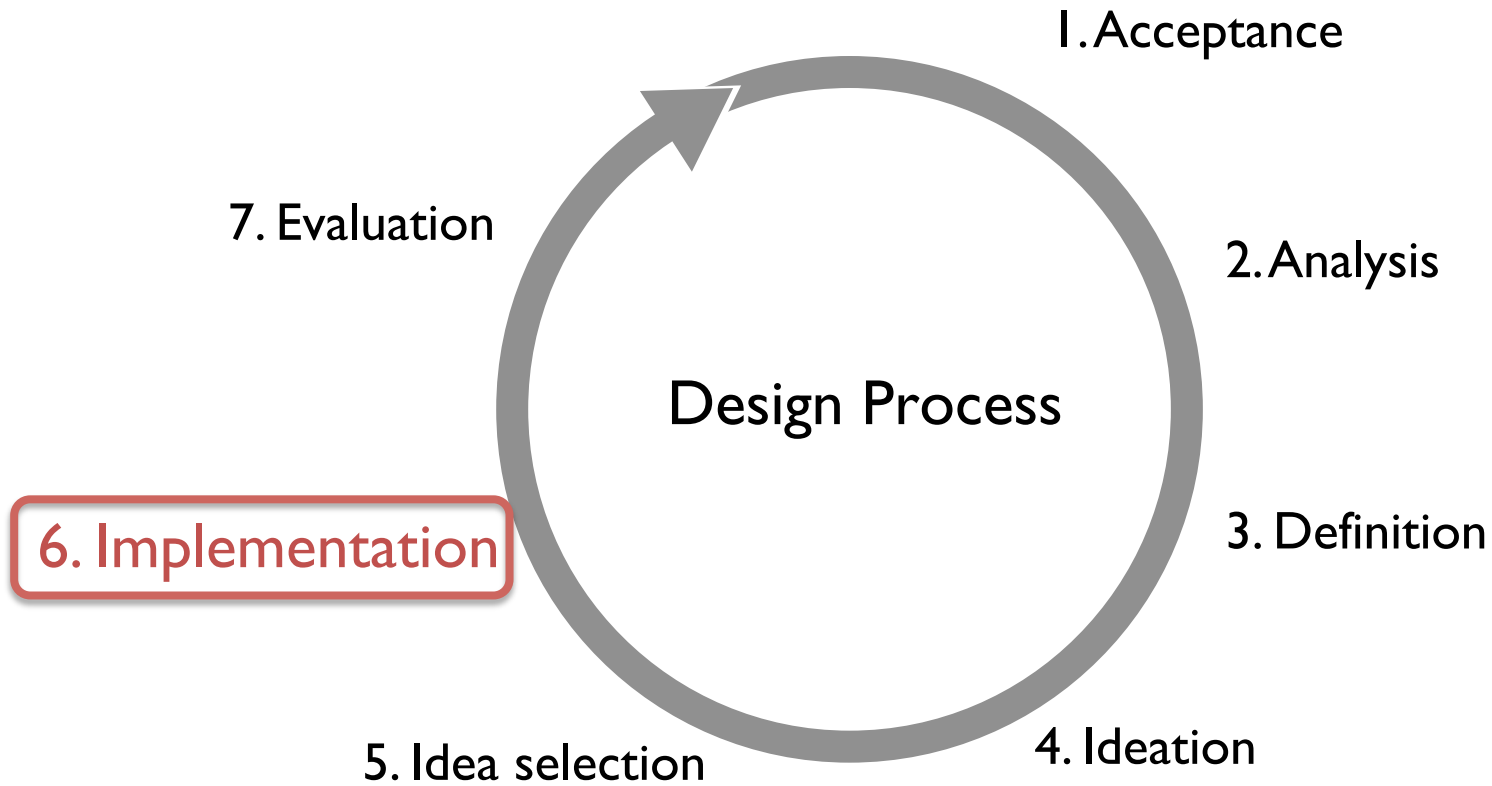 1. Acceptance
2. Analysis
3. Definition
4. Ideation
5. Idea selection
6. Implementation
7. Evaluation
Design Process